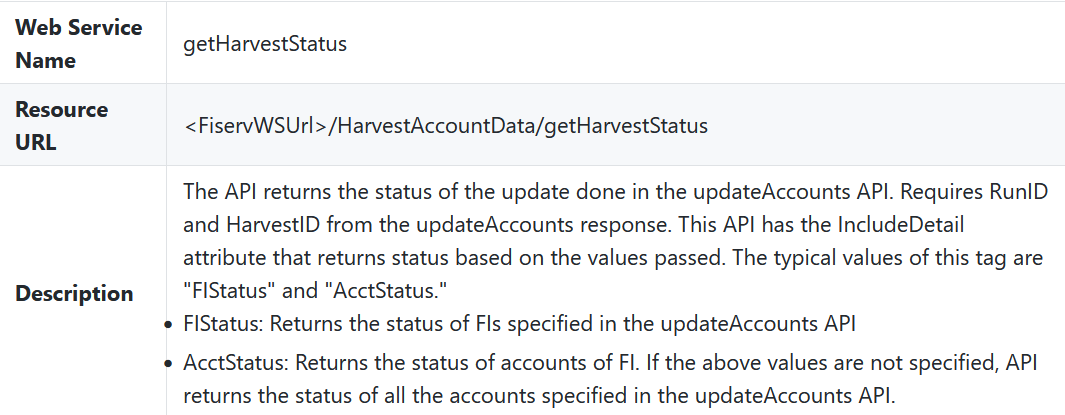 Web Service
Name
getHarvestStatus
Resource
URL
<FiservWSUrl>/HarvestAccountData/getHarvestStatus
Description
The API returns the status of the update done in the updateAccounts API. Requires RunID
and HarvestID from the updateAccounts response. This API has the IncludeDetail
attribute that returns status based on the values passed. The typical values of this tag are
"FIStatus" and "AcctStatus."
• FIStatus: Returns the status of FIs specified in the updateAccounts API
• AcctStatus: Returns the status of accounts of FI. If the above values are not specified, API
returns the status of all the accounts specified in the updateAccounts API.